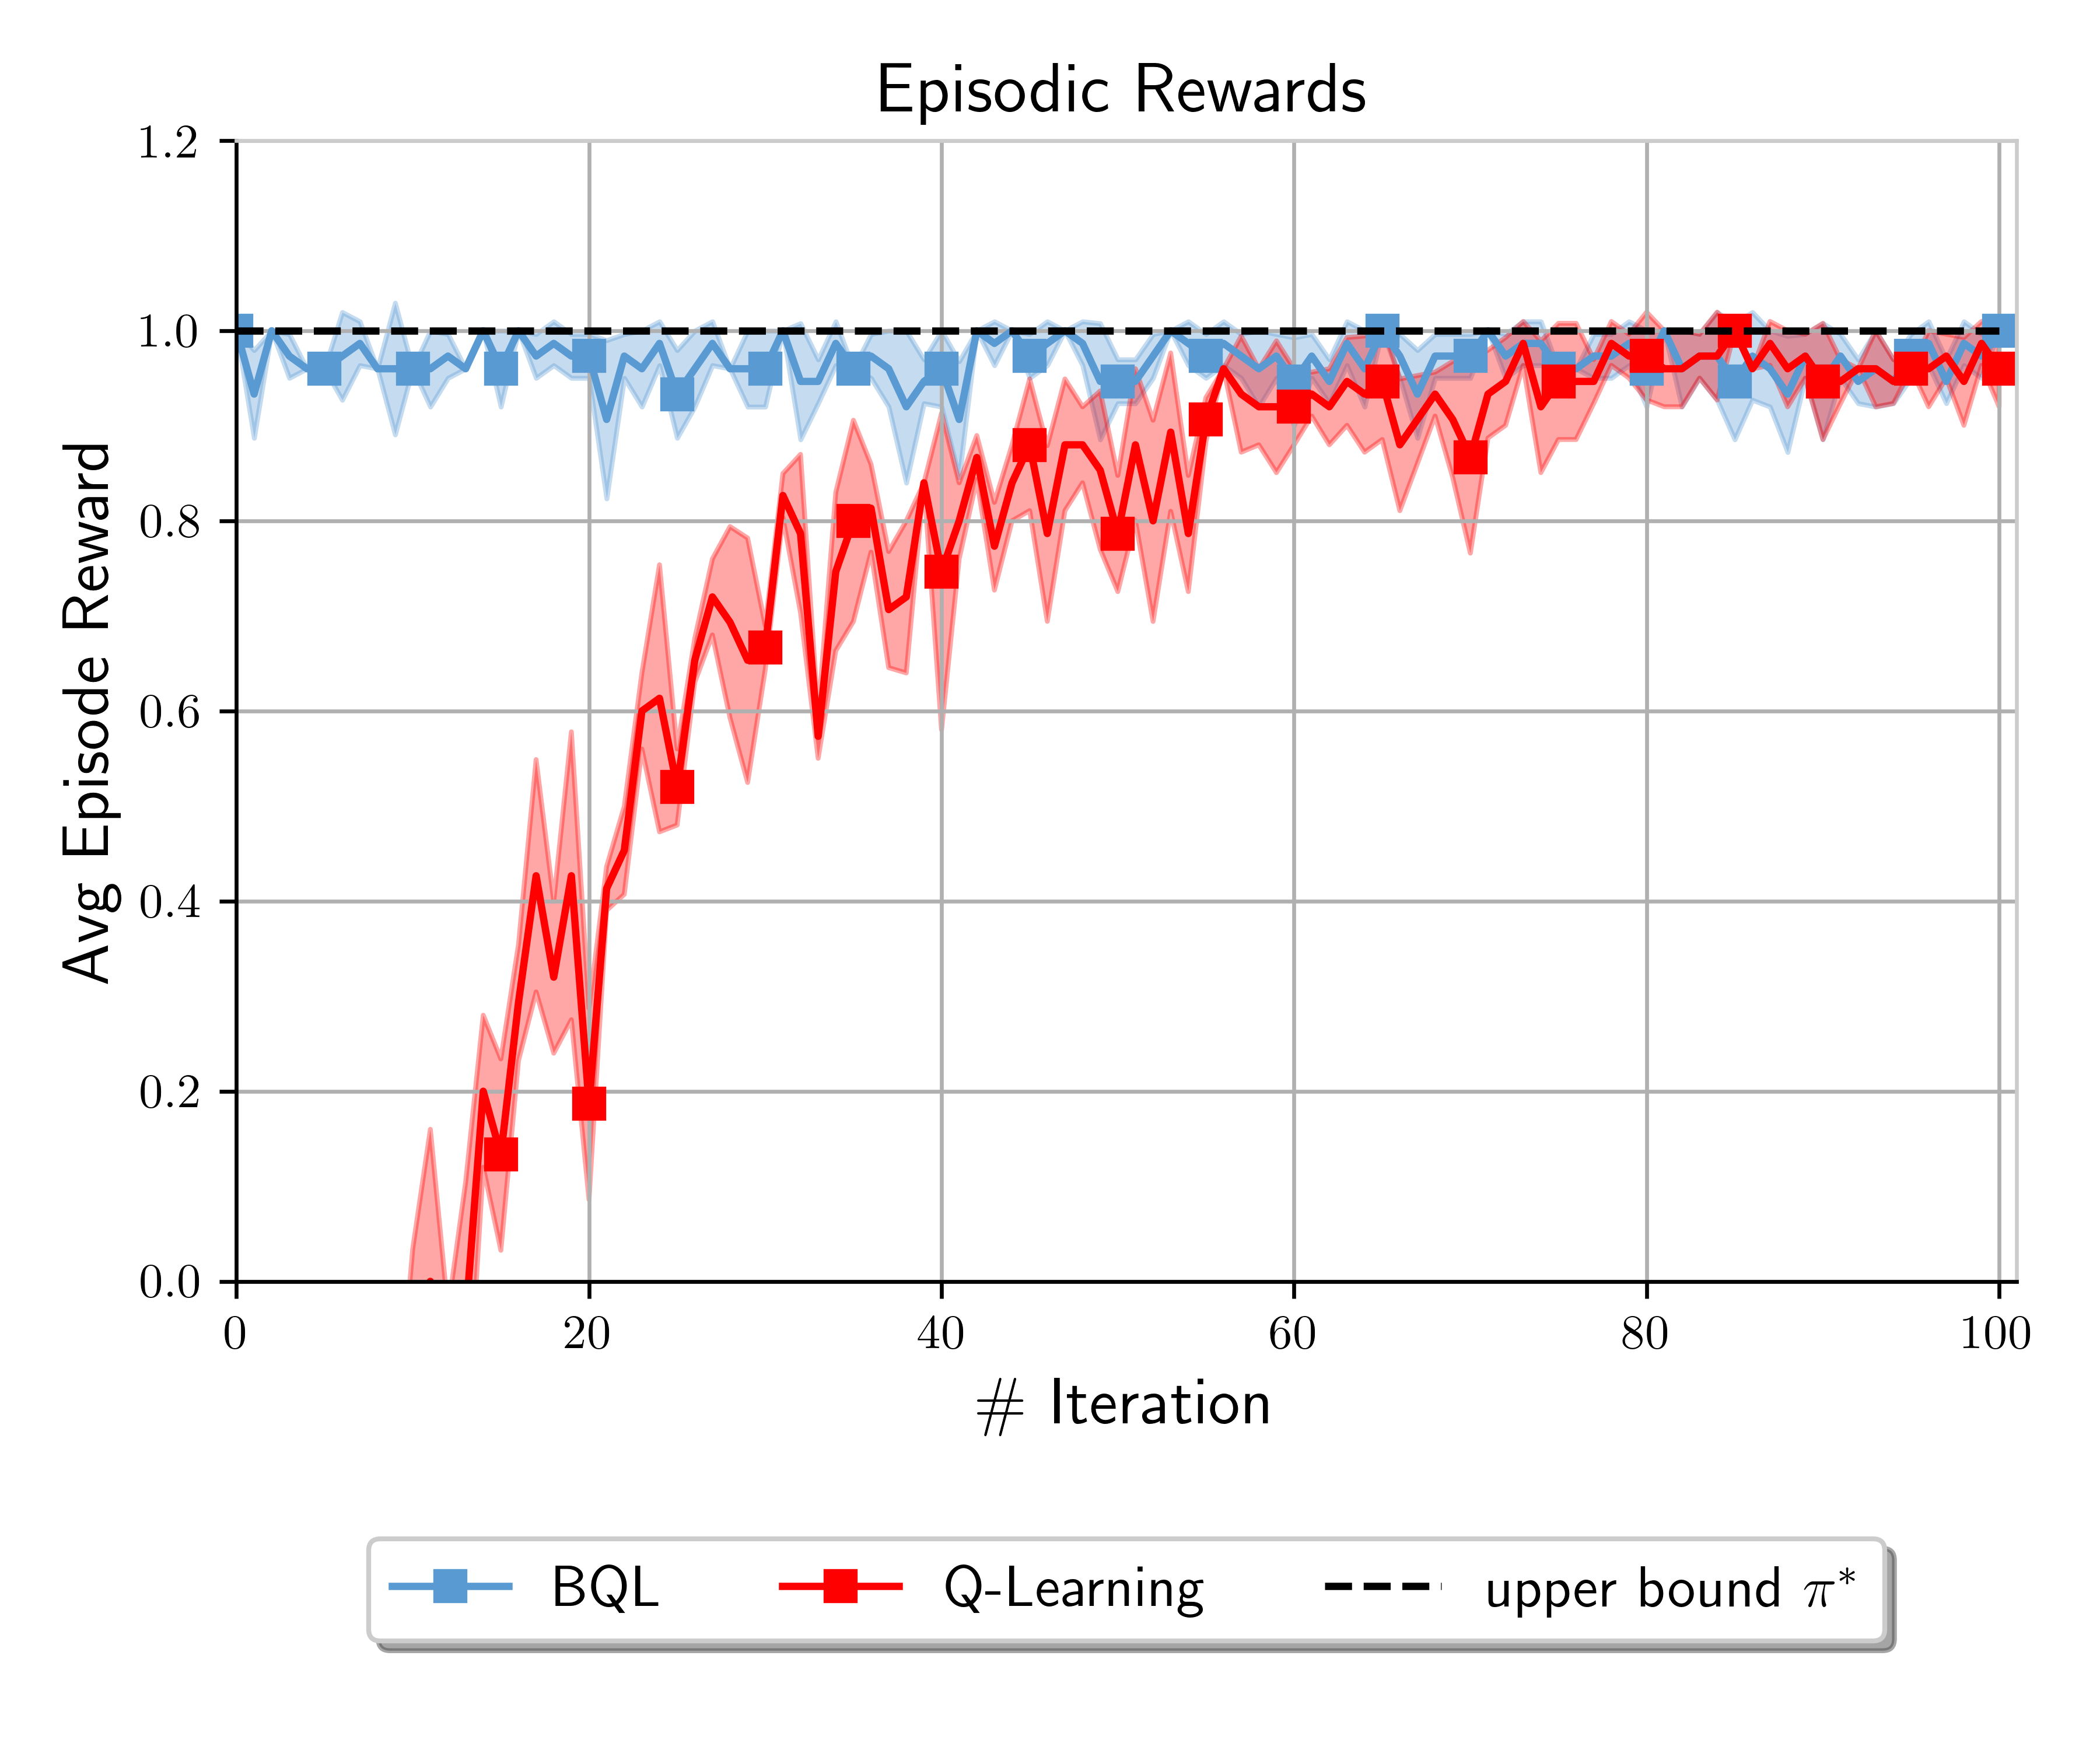 Episodic Rewards
Avg Episode Reward
1.2
1.0
0.8
0.6
0.4
0.2
0.0
0 20 40 60 80 100
# Iteration
BQL Q-Learning upper bound π*